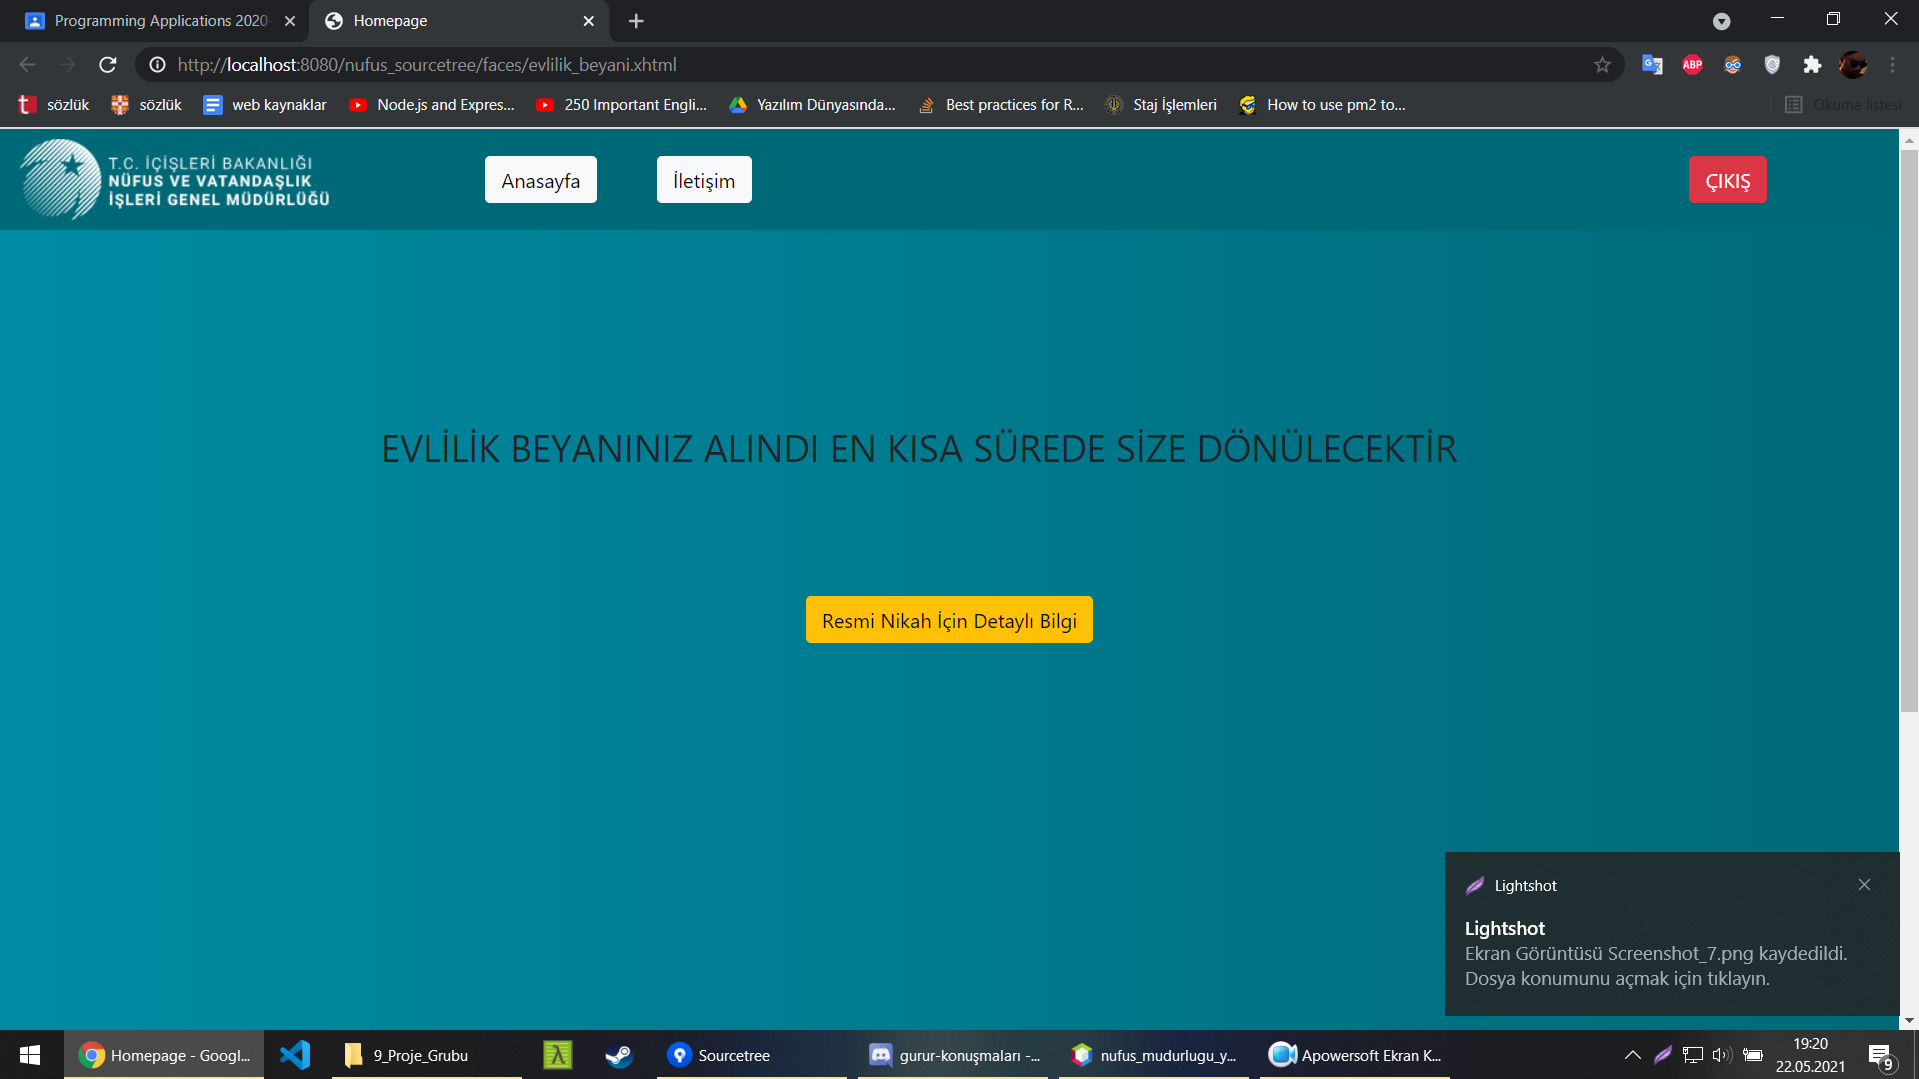 Programming Applications 2020-
Homepage
http://localhost:8080/nufus_sourcetree/faces/evlilik_beyani.xhtml
ABP
sözlük
sözlük
web kaynaklar
Node.js and Expres...
250 Important Engli...
Yazılım Dünyasında...
Best practices for R...
Staj İşlemleri
How to use pm2 to...
Okuma listesi
T.C. İÇİŞLERİ BAKANLIĞI
NÜFUS VE VATANDAŞLIK
İŞLERİ GENEL MÜDÜRLÜĞÜ
Anasayfa
İletişim
ÇIKIŞ
EVLİLİK BEYANINIZ ALINDI EN KISA SÜREDE SİZE DÖNÜLECEKTİR
Resmi Nikah İçin Detaylı Bilgi
Lightshot
Lightshot
Ekran Görüntüsü Screenshot_7.png kaydedildi.
Dosya konumunu açmak için tıklayın.
Homepage - Googl...
9_Proje_Grubu
Sourcetree
gurur-konuşmaları -...
nufus_mudurlugu_y...
Apowersoft Ekran K...
19:20
22.05.2021
9